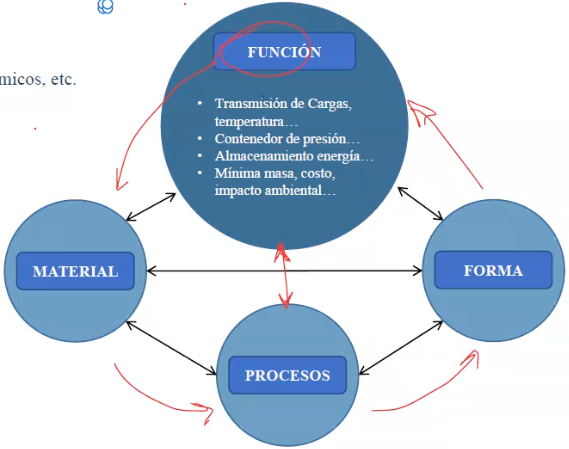 FUNCIÓN
micos, etc.
• Transmisión de Cargas,
temperatura…
• Contenedor de presión…
• Almacenamiento energía…
• Mínima masa, costo,
impacto ambiental…
MATERIAL
FORMA
PROCESOS